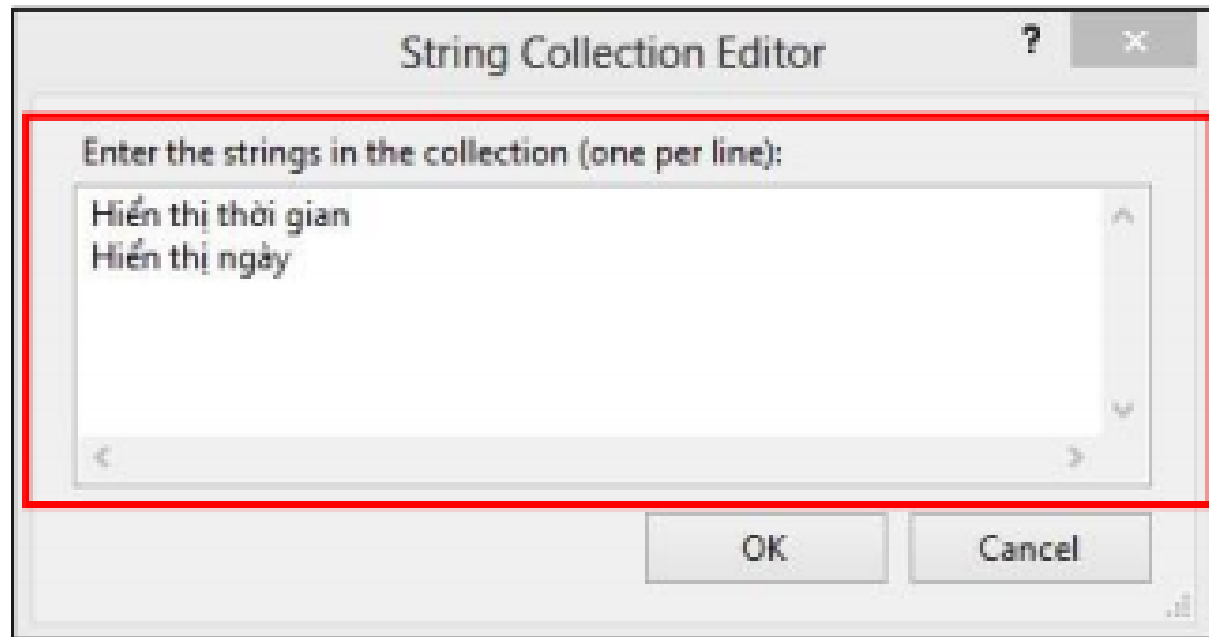 String Collection Editor
?
Enter the strings in the collection (one per line):
Hiển thị thời gian
Hiển thị ngày
OK
Cancel